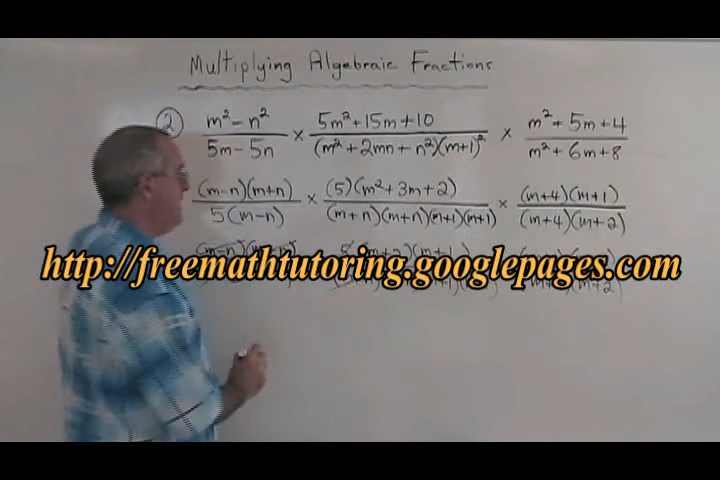 Multiplying Algebraic Fractions
② m² - n² / 5m - 5n × 5m² + 15m + 10 / (m² + 2mn + n²)(m+1)² × m² + 5m + 4 / m² + 6m + 8
(m-n)(m+n) / 5(m-n) × (5)(m² + 3m + 2) / (m+n)(m+n)(m+1)(m+1) × (m+4)(m+1) / (m+4)(m+2)
http://freemathtutoring.googlepages.com